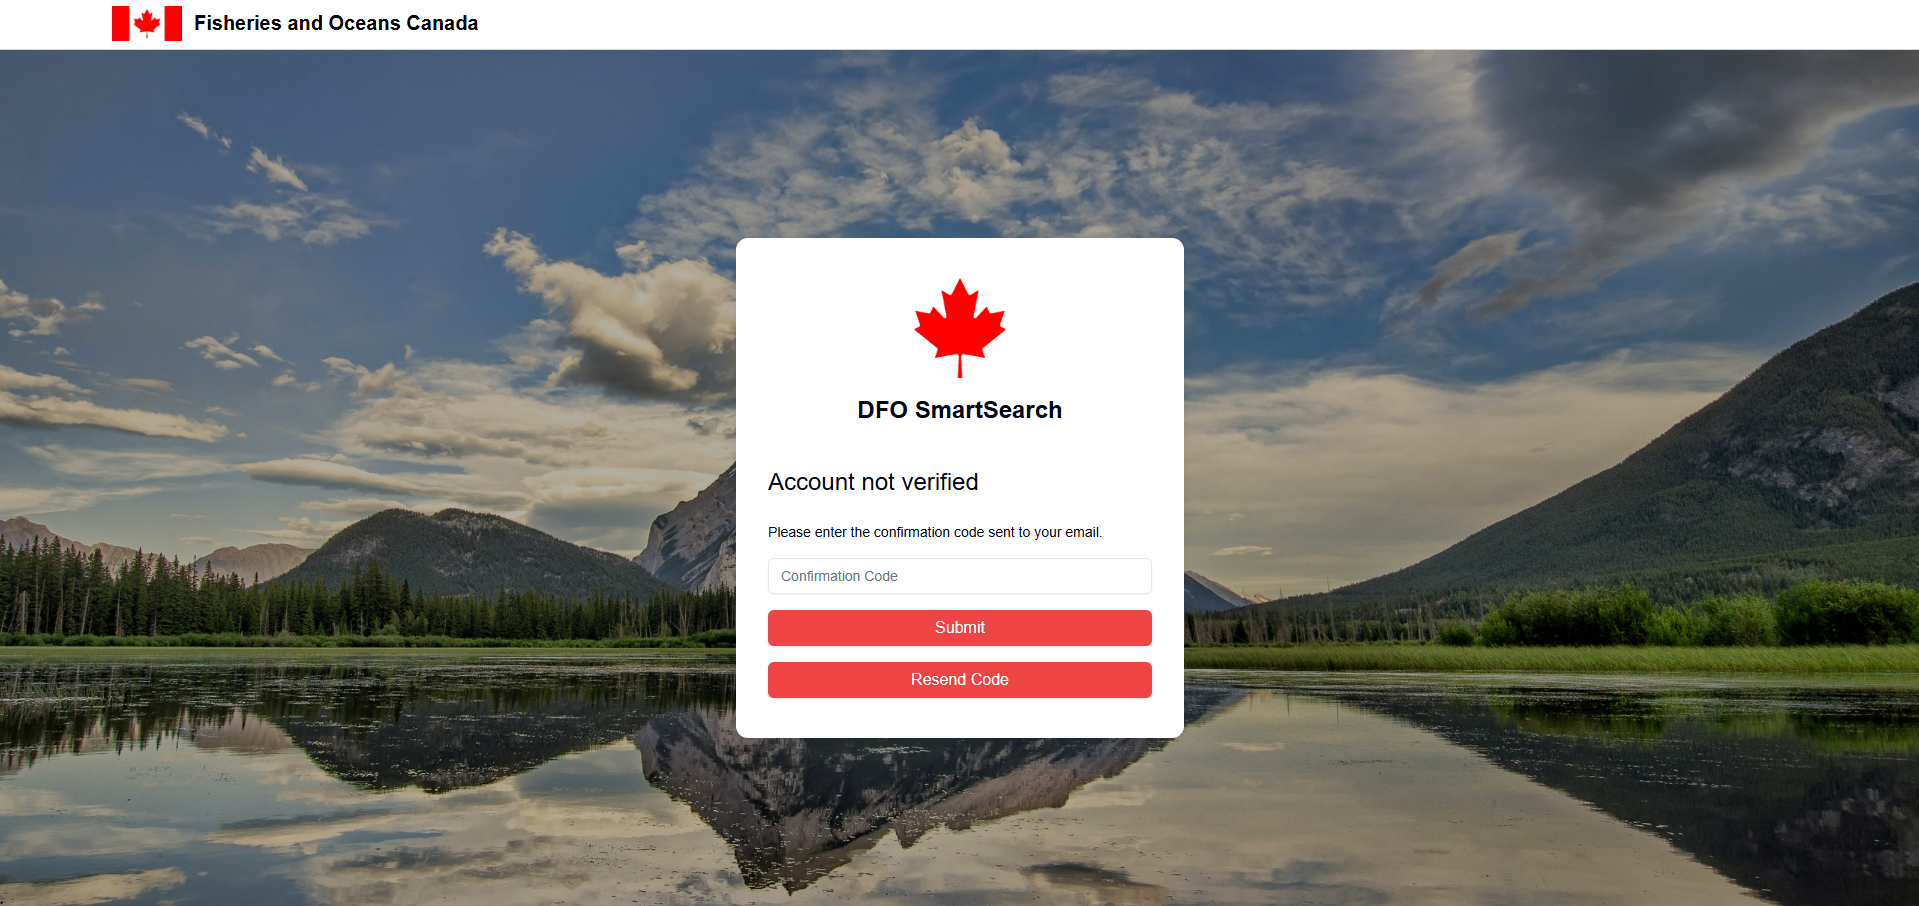 Fisheries and Oceans Canada
DFO SmartSearch
Account not verified
Please enter the confirmation code sent to your email.
Confirmation Code
Submit
Resend Code